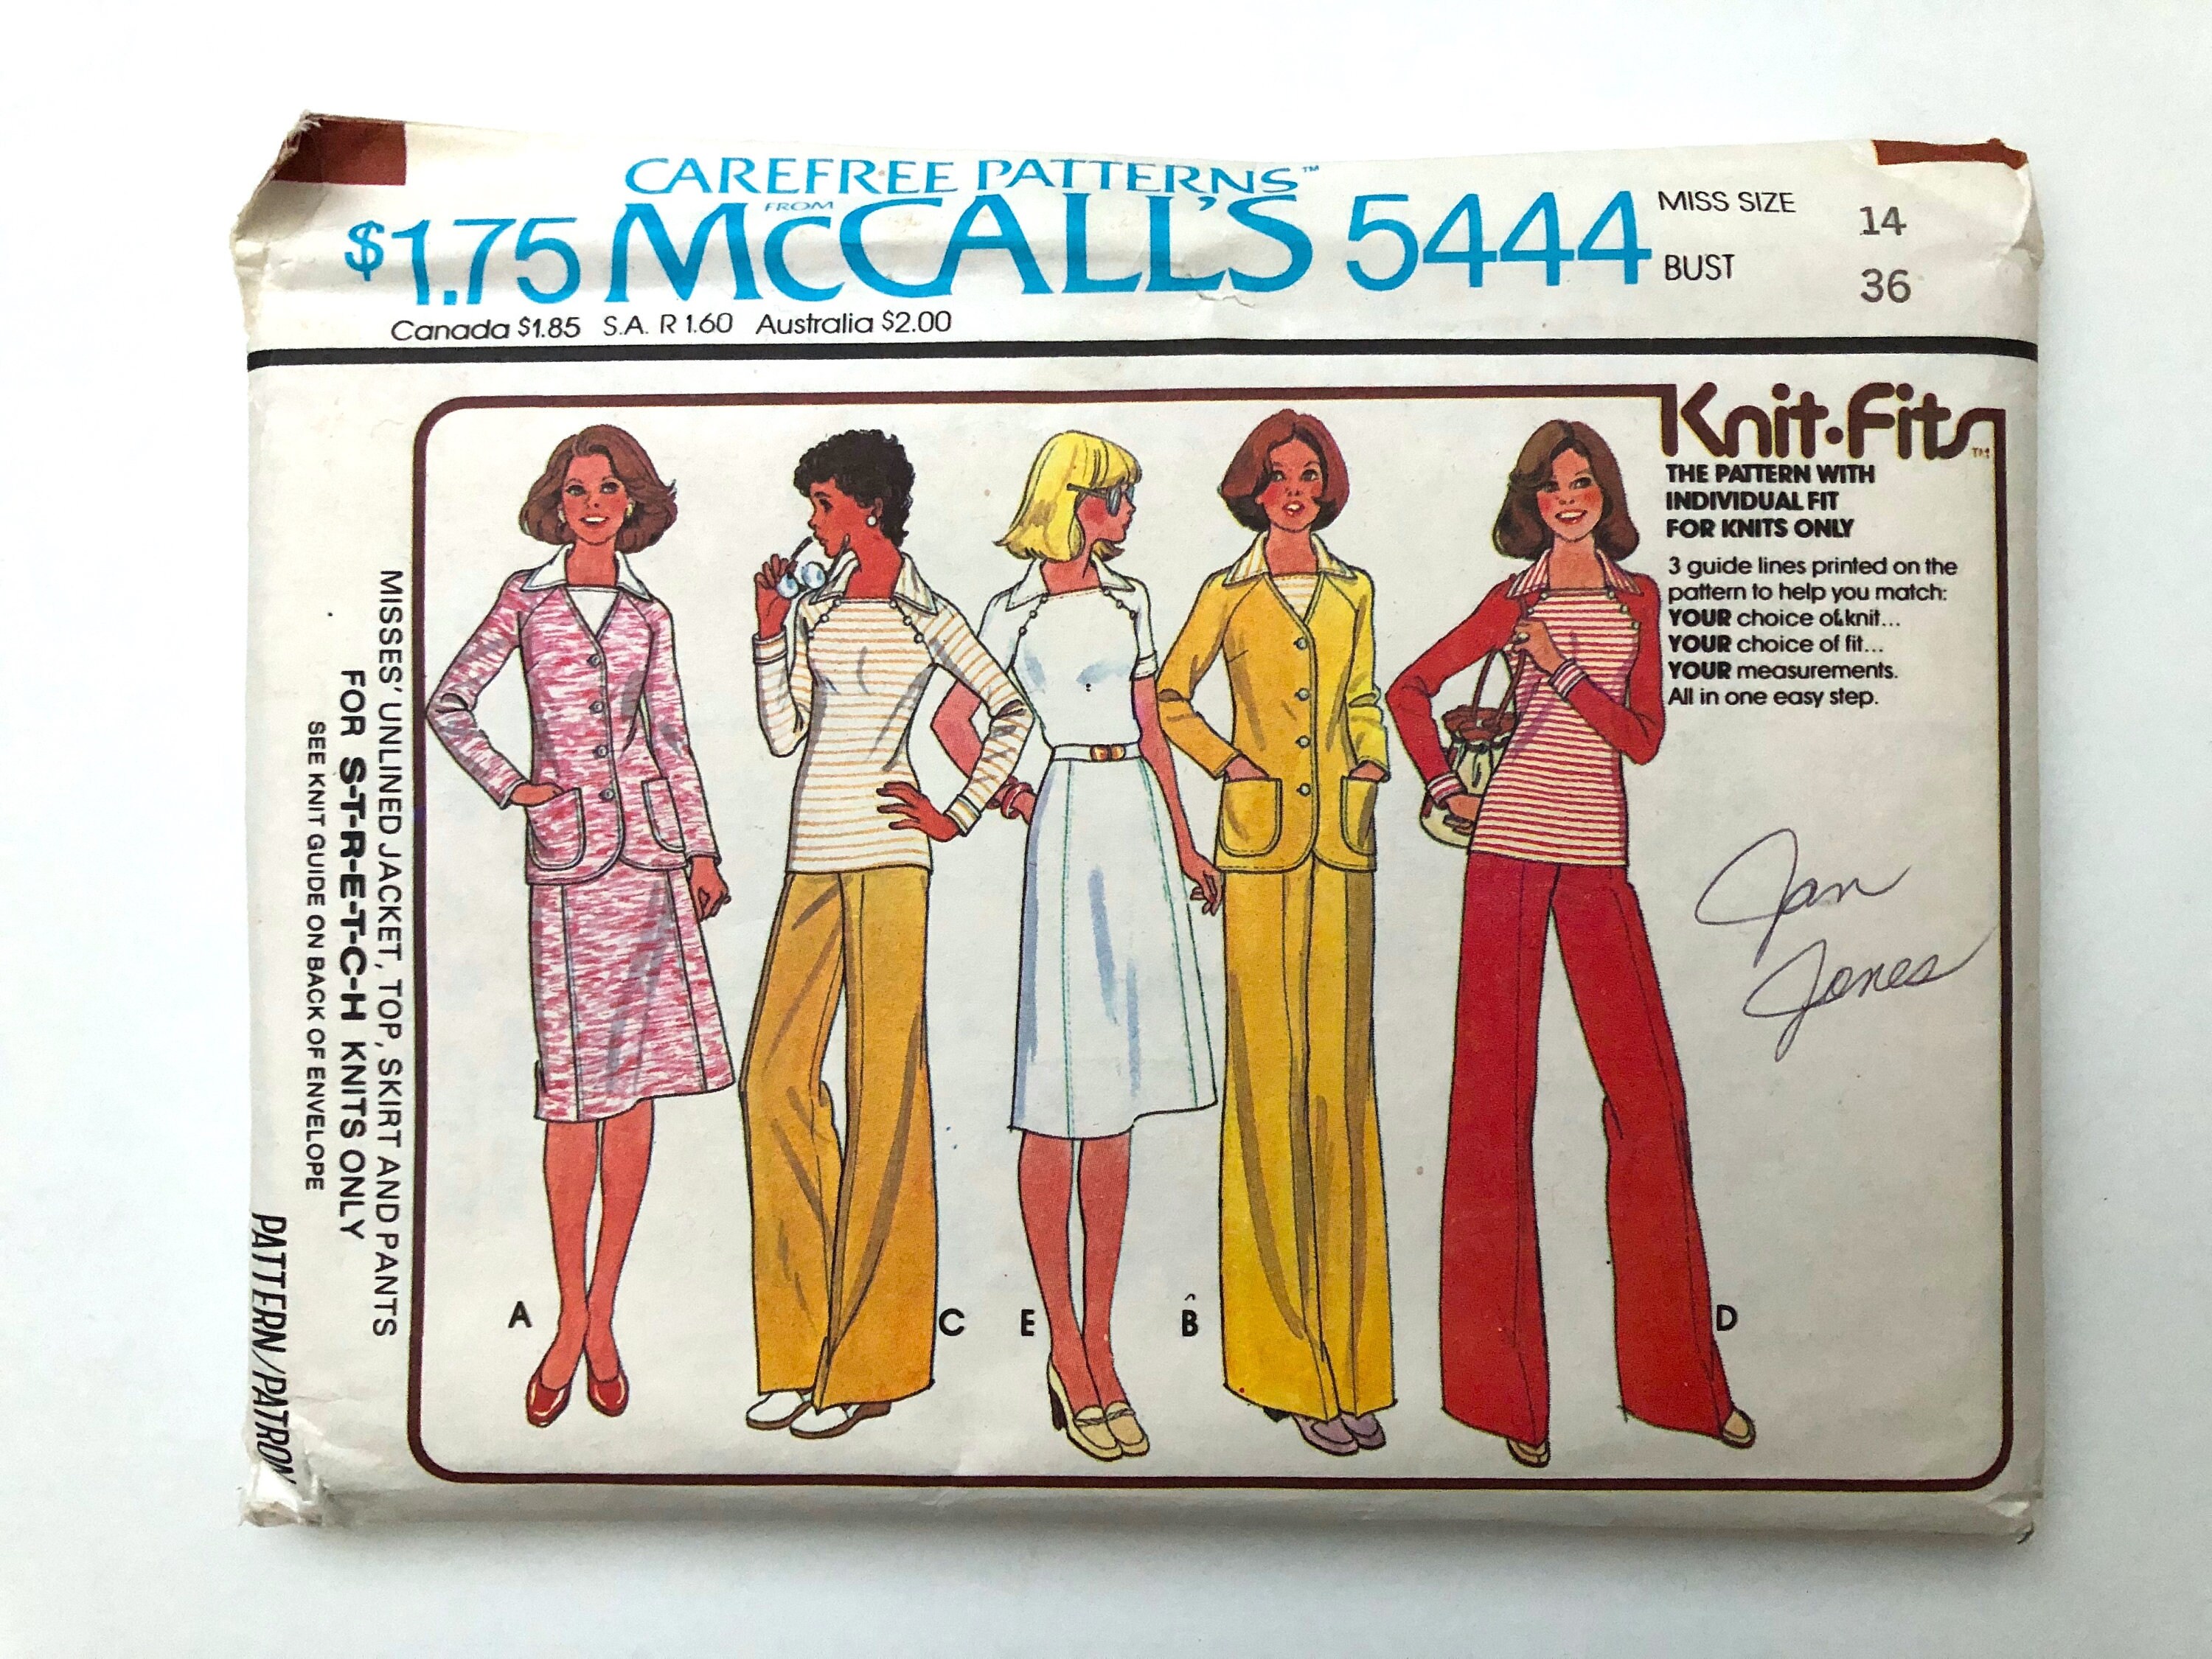 CAREFREE PATTERNS™
FROM
$1.75 McCALL'S 5444
MISS SIZE 14
BUST 36
Canada $1.85 S.A. R 1.60 Australia $2.00
Knit·Fits™
THE PATTERN WITH
INDIVIDUAL FIT
FOR KNITS ONLY
3 guide lines printed on the
pattern to help you match:
YOUR choice of knit...
YOUR choice of fit...
YOUR measurements.
All in one easy step.
Jan
Jones
MISSES' UNLINED JACKET, TOP, SKIRT AND PANTS
FOR S-T-R-E-T-C-H KNITS ONLY
SEE KNIT GUIDE ON BACK OF ENVELOPE
PATTERN/PATRON
A
C
E
B
D